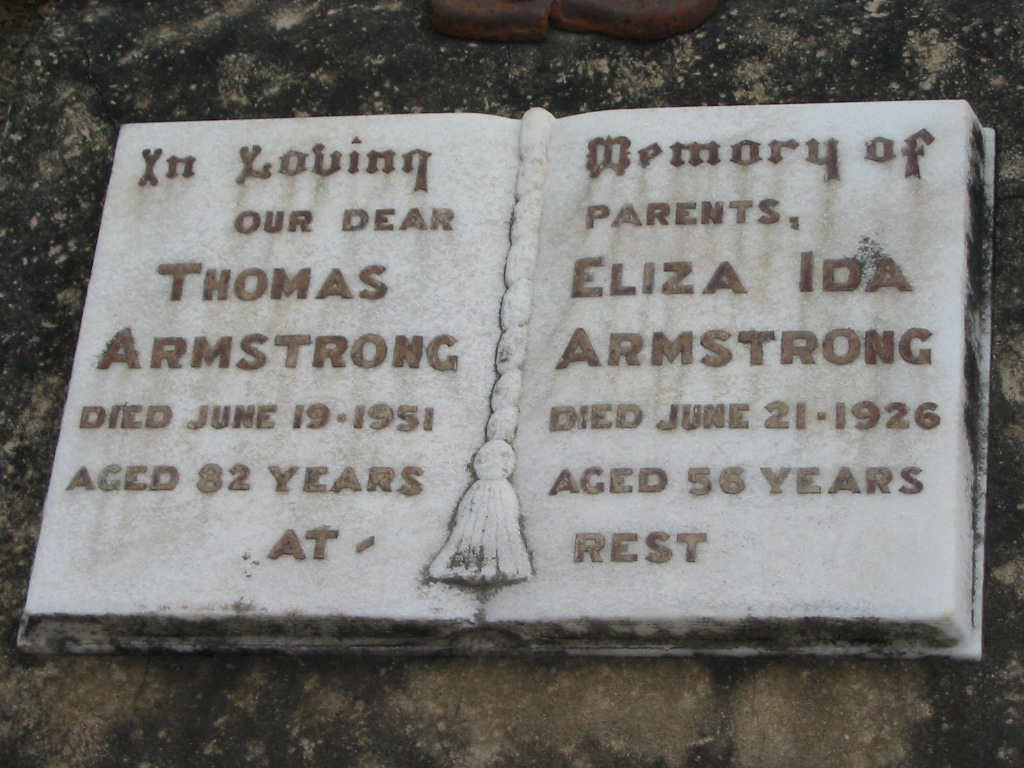 In Loving Memory of
OUR DEAR PARENTS,
THOMAS
ARMSTRONG
DIED JUNE 19-1951
AGED 82 YEARS
ELIZA IDA
ARMSTRONG
DIED JUNE 21-1926
AGED 56 YEARS
AT - REST